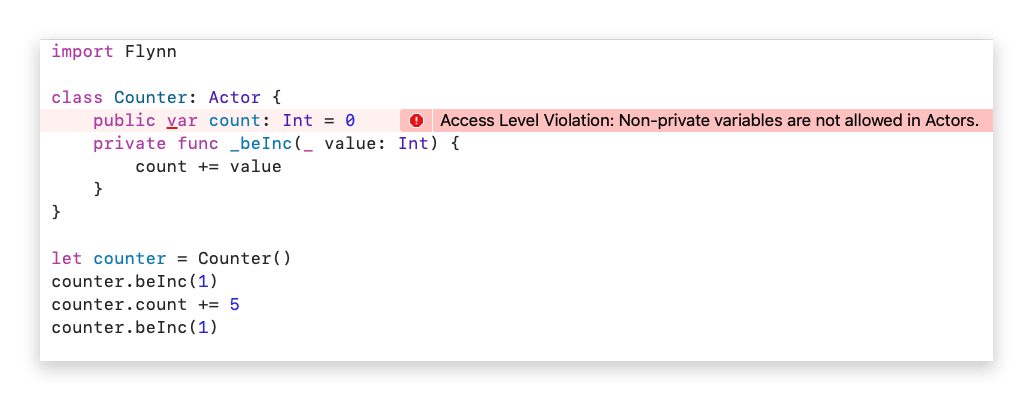 import Flynn
class Counter: Actor {
    public var count: Int = 0 Access Level Violation: Non-private variables are not allowed in Actors.
    private func _beInc(_ value: Int) {
        count += value
    }
}
let counter = Counter()
counter.beInc(1)
counter.count += 5
counter.beInc(1)